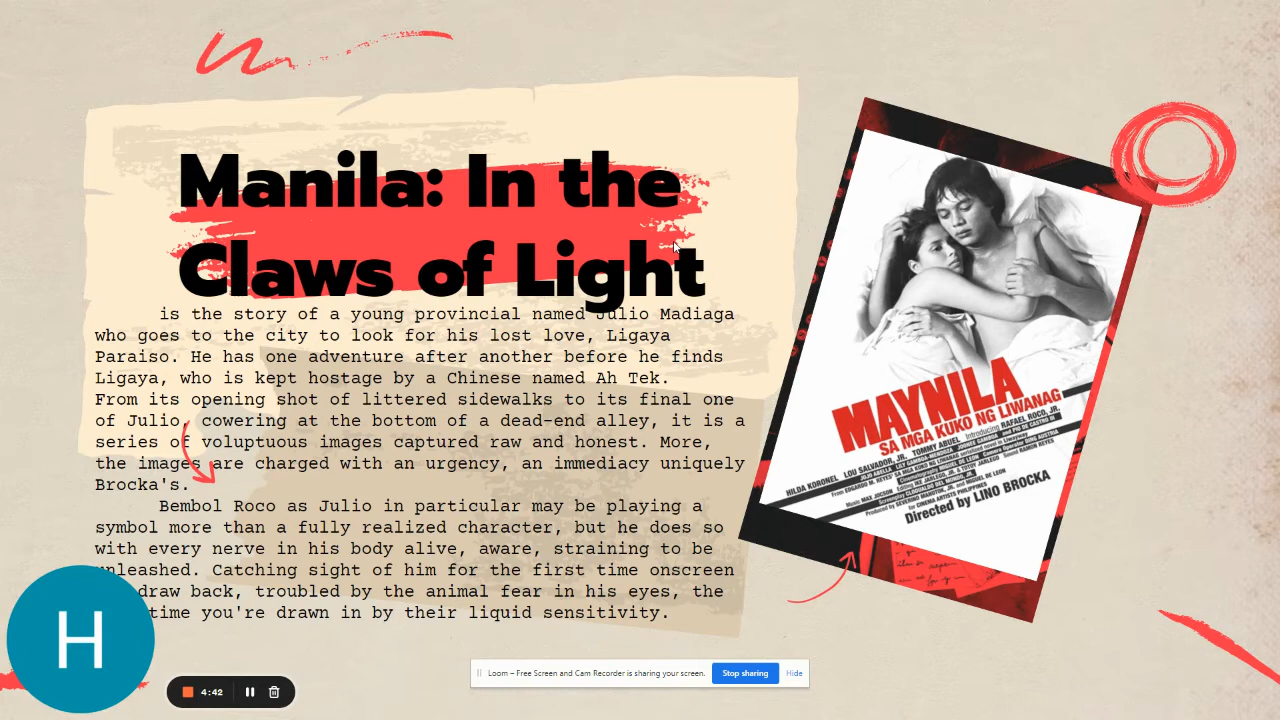 Manila: In the
Claws of Light
is the story of a young provincial named Julio Madiaga
who goes to the city to look for his lost love, Ligaya
Paraiso. He has one adventure after another before he finds
Ligaya, who is kept hostage by a Chinese named Ah Tek.
From its opening shot of littered sidewalks to its final one
of Julio, cowering at the bottom of a dead-end alley, it is a
series of voluptuous images captured raw and honest. More,
the images are charged with an urgency, an immediacy uniquely
Brocka's.
Bembol Roco as Julio in particular may be playing a
symbol more than a fully realized character, but he does so
with every nerve in his body alive, aware, straining to be
unleashed. Catching sight of him for the first time onscreen
draw back, troubled by the animal fear in his eyes, the
time you're drawn in by their liquid sensitivity.
MAYNILA
SA MGA KUKO NG LIWANAG
HILDA KORONEL LOU SALVADOR, JR. TOMMY ABUEL Introducing RAFAEL ROCO, JR.
Directed by LINO BROCKA
H
4:42
Loom – Free Screen and Cam Recorder is sharing your screen.
Stop sharing
Hide